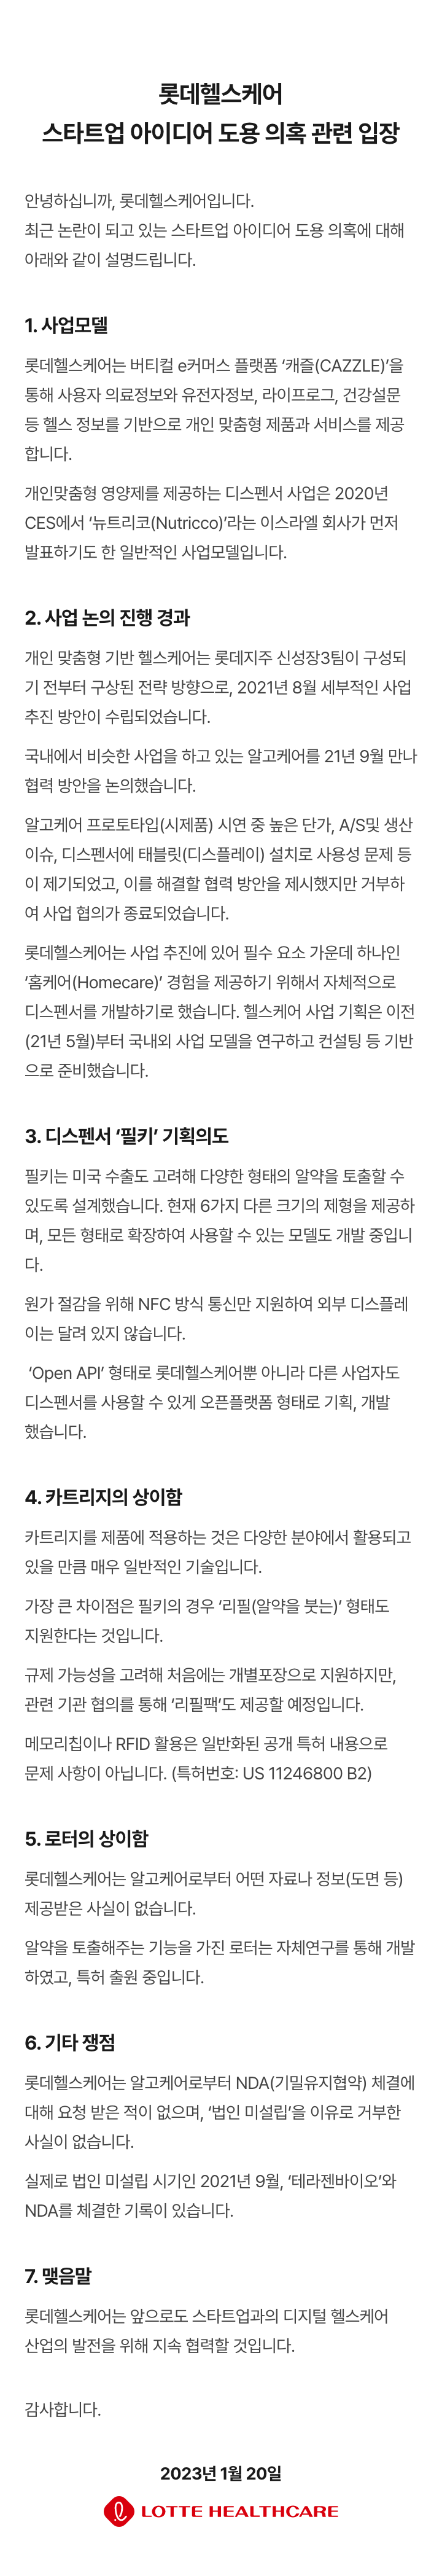 롯데헬스케어
스타트업 아이디어 도용 의혹 관련 입장
안녕하십니까, 롯데헬스케어입니다.
최근 논란이 되고 있는 스타트업 아이디어 도용 의혹에 대해
아래와 같이 설명드립니다.
1. 사업모델
롯데헬스케어는 버티컬 e커머스 플랫폼 ‘캐즐(CAZZLE)’을
통해 사용자 의료정보와 유전자정보, 라이프로그, 건강설문
등 헬스 정보를 기반으로 개인 맞춤형 제품과 서비스를 제공
합니다.
개인맞춤형 영양제를 제공하는 디스펜서 사업은 2020년
CES에서 ‘뉴트리코(Nutricco)’라는 이스라엘 회사가 먼저
발표하기도 한 일반적인 사업모델입니다.
2. 사업 논의 진행 경과
개인 맞춤형 기반 헬스케어는 롯데지주 신성장3팀이 구성되
기 전부터 구상된 전략 방향으로, 2021년 8월 세부적인 사업
추진 방안이 수립되었습니다.
국내에서 비슷한 사업을 하고 있는 알고케어를 21년 9월 만나
협력 방안을 논의했습니다.
알고케어 프로토타입(시제품) 시연 중 높은 단가, A/S및 생산
이슈, 디스펜서에 태블릿(디스플레이) 설치로 사용성 문제 등
이 제기되었고, 이를 해결할 협력 방안을 제시했지만 거부하
여 사업 협의가 종료되었습니다.
롯데헬스케어는 사업 추진에 있어 필수 요소 가운데 하나인
‘홈케어(Homecare)’ 경험을 제공하기 위해서 자체적으로
디스펜서를 개발하기로 했습니다. 헬스케어 사업 기획은 이전
(21년 5월)부터 국내외 사업 모델을 연구하고 컨설팅 등 기반
으로 준비했습니다.
3. 디스펜서 ‘필키’ 기획의도
필키는 미국 수출도 고려해 다양한 형태의 알약을 토출할 수
있도록 설계했습니다. 현재 6가지 다른 크기의 제형을 제공하
며, 모든 형태로 확장하여 사용할 수 있는 모델도 개발 중입니
다.
원가 절감을 위해 NFC 방식 통신만 지원하여 외부 디스플레
이는 달려 있지 않습니다.
‘Open API’ 형태로 롯데헬스케어뿐 아니라 다른 사업자도
디스펜서를 사용할 수 있게 오픈플랫폼 형태로 기획, 개발
했습니다.
4. 카트리지의 상이함
카트리지를 제품에 적용하는 것은 다양한 분야에서 활용되고
있을 만큼 매우 일반적인 기술입니다.
가장 큰 차이점은 필키의 경우 ‘리필(알약을 붓는)’ 형태도
지원한다는 것입니다.
규제 가능성을 고려해 처음에는 개별포장으로 지원하지만,
관련 기관 협의를 통해 ‘리필팩’도 제공할 예정입니다.
메모리칩이나 RFID 활용은 일반화된 공개 특허 내용으로
문제 사항이 아닙니다. (특허번호: US 11246800 B2)
5. 로터의 상이함
롯데헬스케어는 알고케어로부터 어떤 자료나 정보(도면 등)
제공받은 사실이 없습니다.
알약을 토출해주는 기능을 가진 로터는 자체연구를 통해 개발
하였고, 특허 출원 중입니다.
6. 기타 쟁점
롯데헬스케어는 알고케어로부터 NDA(기밀유지협약) 체결에
대해 요청 받은 적이 없으며, ‘법인 미설립’을 이유로 거부한
사실이 없습니다.
실제로 법인 미설립 시기인 2021년 9월, ‘테라젠바이오’와
NDA를 체결한 기록이 있습니다.
7. 맺음말
롯데헬스케어는 앞으로도 스타트업과의 디지털 헬스케어
산업의 발전을 위해 지속 협력할 것입니다.
감사합니다.
2023년 1월 20일
LOTTE HEALTHCARE